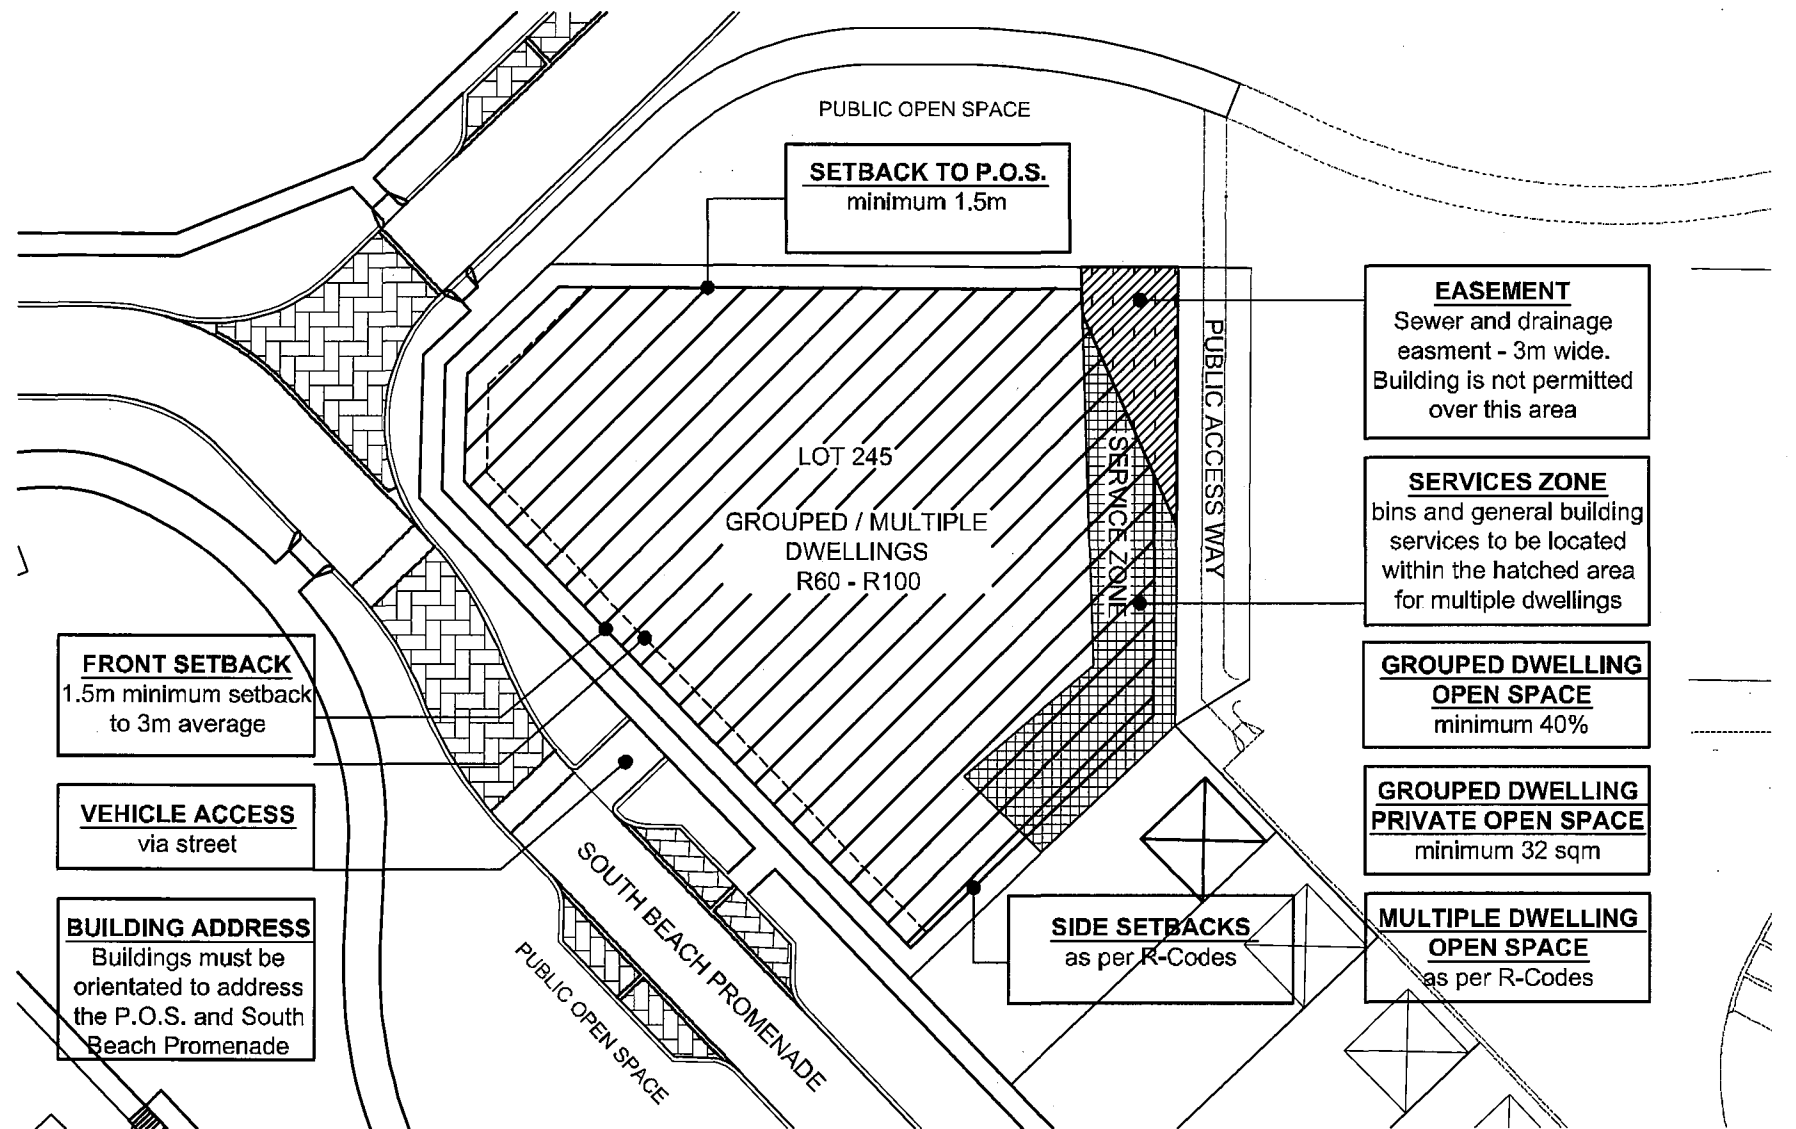 PUBLIC OPEN SPACE
SETBACK TO P.O.S.
minimum 1.5m
EASEMENT
Sewer and drainage
easment - 3m wide.
Building is not permitted
over this area
PUBLIC ACCESS WAY
SERVICE ZONE
LOT 245
GROUPED / MULTIPLE
DWELLINGS
R60 - R100
SERVICES ZONE
bins and general building
services to be located
within the hatched area
for multiple dwellings
FRONT SETBACK
1.5m minimum setback
to 3m average
GROUPED DWELLING
OPEN SPACE
minimum 40%
VEHICLE ACCESS
via street
GROUPED DWELLING
PRIVATE OPEN SPACE
minimum 32 sqm
BUILDING ADDRESS
Buildings must be
orientated to address
the P.O.S. and South
Beach Promenade
SOUTH BEACH PROMENADE
PUBLIC OPEN SPACE
SIDE SETBACKS
as per R-Codes
MULTIPLE DWELLING
OPEN SPACE
as per R-Codes